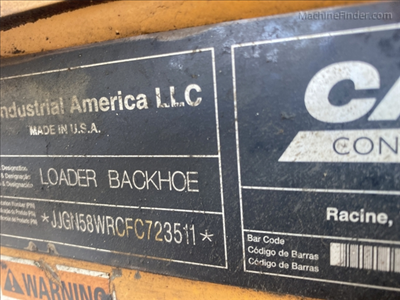 MachineFinder.com
Industrial America LLC
MADE IN U.S.A.
Designation
LOADER BACKHOE
*JJGN58WRCFC723511*
CON
Racine,
Bar Code
Código de Barras
Código de Barras
WARNING